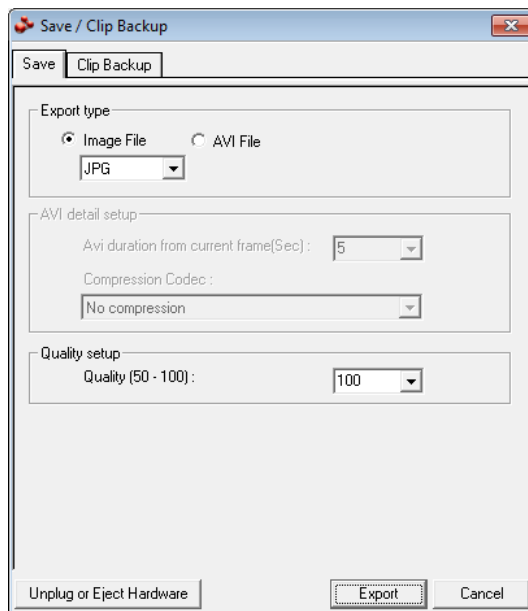 Save / Clip Backup
Save
Clip Backup
Export type
Image File
AVI File
JPG
AVI detail setup
Avi duration from current frame(Sec) :
5
Compression Codec :
No compression
Quality setup
Quality (50 - 100) :
100
Unplug or Eject Hardware
Export
Cancel